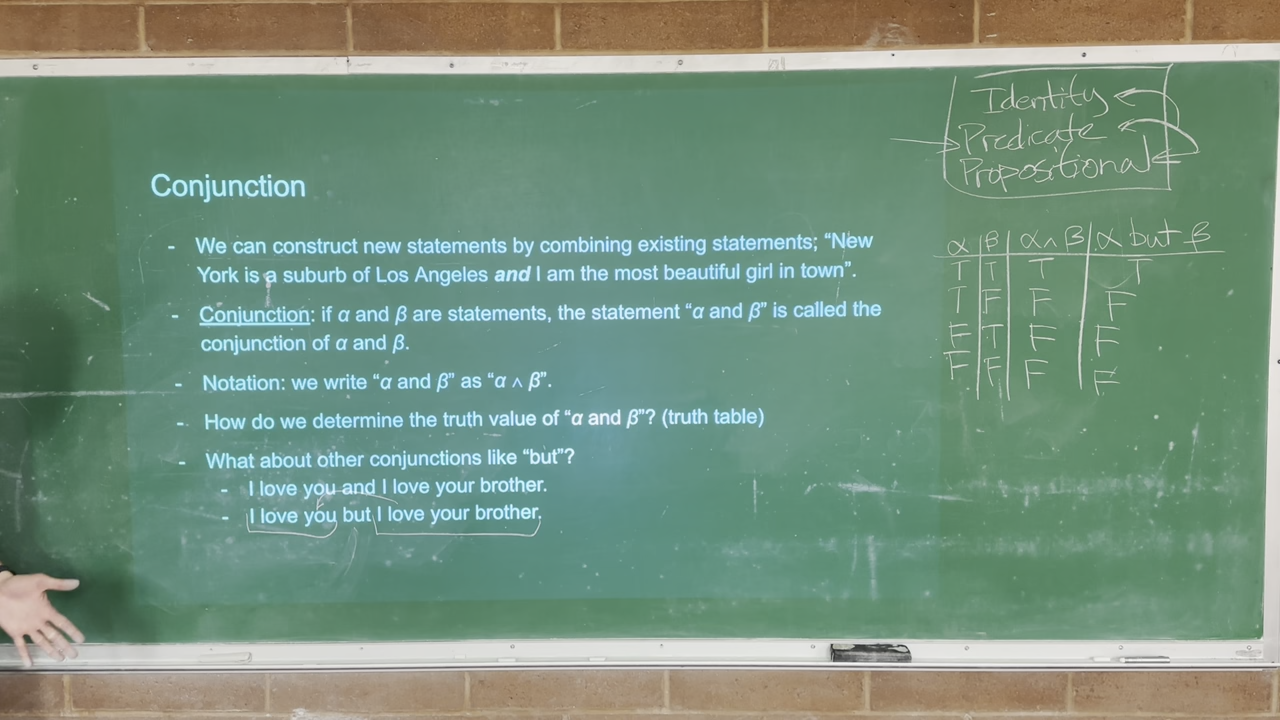 Identity
Predicate
Propositional
Conjunction
- We can construct new statements by combining existing statements; “New
York is a suburb of Los Angeles and I am the most beautiful girl in town”.
- Conjunction: if α and β are statements, the statement “α and β” is called the
conjunction of α and β.
- Notation: we write “α and β” as “α ∧ β”.
- How do we determine the truth value of “α and β”? (truth table)
- What about other conjunctions like “but”?
- I love you and I love your brother.
- I love you but I love your brother.
α β α∧β α but β
T T T T
T F F F
F T F F
F F F F